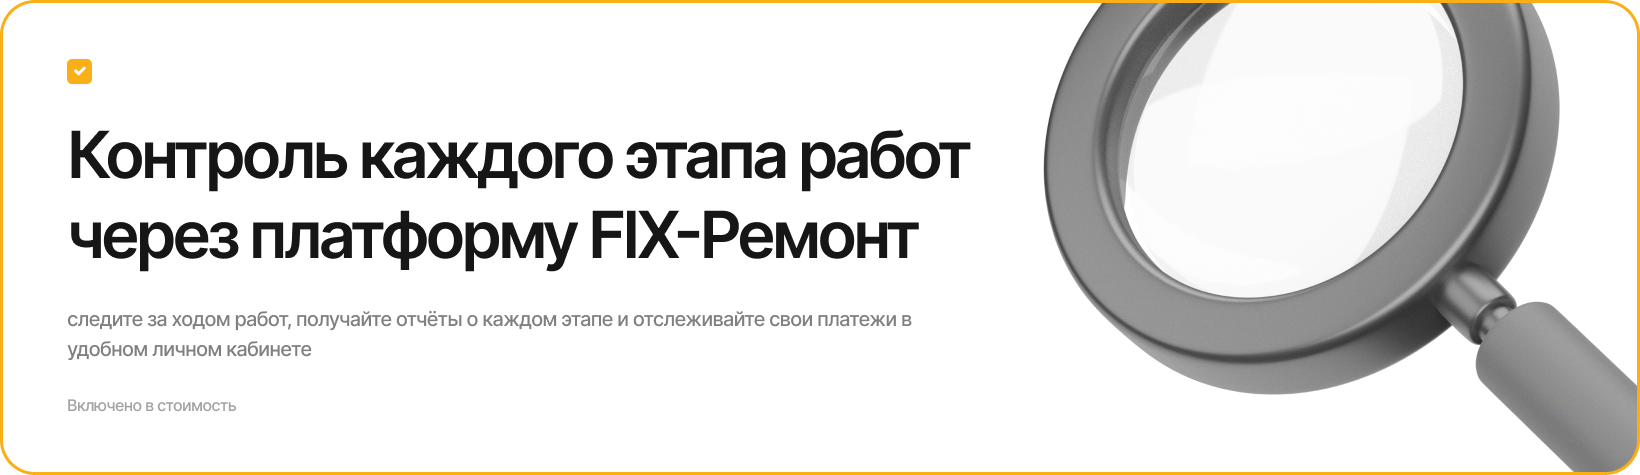 Контроль каждого этапа работ
через платформу FIX-Ремонт
следите за ходом работ, получайте отчёты о каждом этапе и отслеживайте свои платежи в
удобном личном кабинете
Включено в стоимость